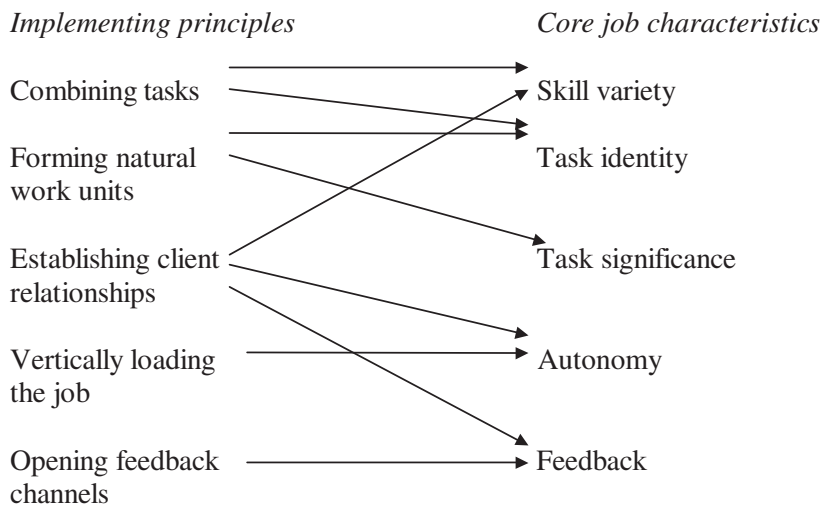 Implementing principles
Core job characteristics
Combining tasks
Skill variety
Forming natural
work units
Task identity
Establishing client
relationships
Task significance
Vertically loading
the job
Autonomy
Opening feedback
channels
Feedback